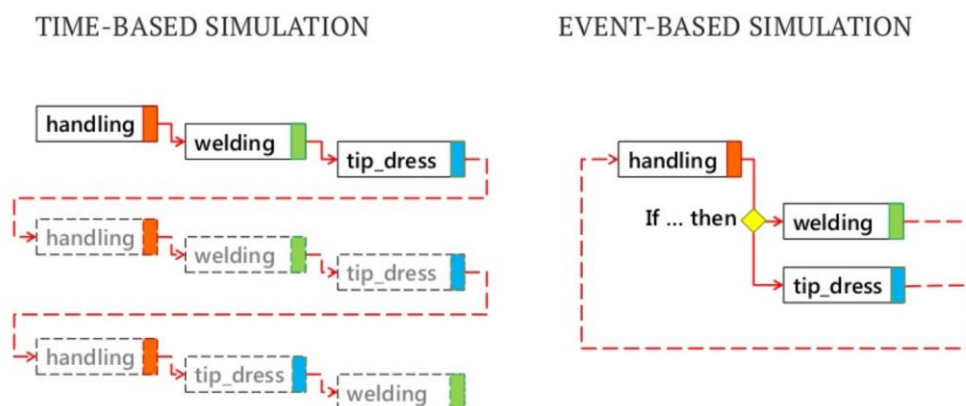 TIME-BASED SIMULATION
handling
welding
tip_dress
handling
welding
tip_dress
handling
tip_dress
welding
EVENT-BASED SIMULATION
handling
If ... then
welding
tip_dress